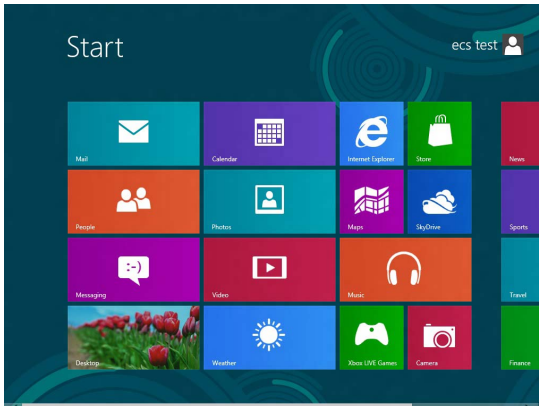 Start
ecs test
Mail
Calendar
Internet Explorer
Store
News
People
Photos
Maps
SkyDrive
Sports
Messaging
:-)
Video
Music
Travel
Desktop
Weather
Xbox LIVE Games
Camera
Finance